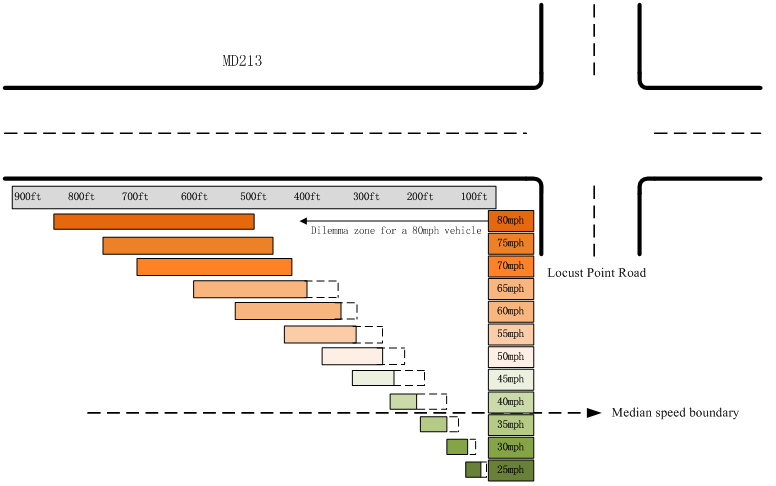 MD213
900ft 800ft 700ft 600ft 500ft 400ft 300ft 200ft 100ft
80mph
Dilemma zone for a 80mph vehicle
75mph
70mph
Locust Point Road
65mph
60mph
55mph
50mph
45mph
40mph
Median speed boundary
35mph
30mph
25mph